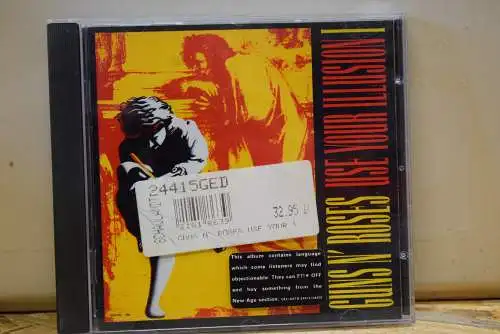 24415GED
32.95
GUNS N' ROSES USE YOUR (
This album contains language
which some listeners may find
objectionable. They can F?!* OFF
and buy something from the
New Age section.
GUNS N' ROSES USE YOUR ILLUSION I